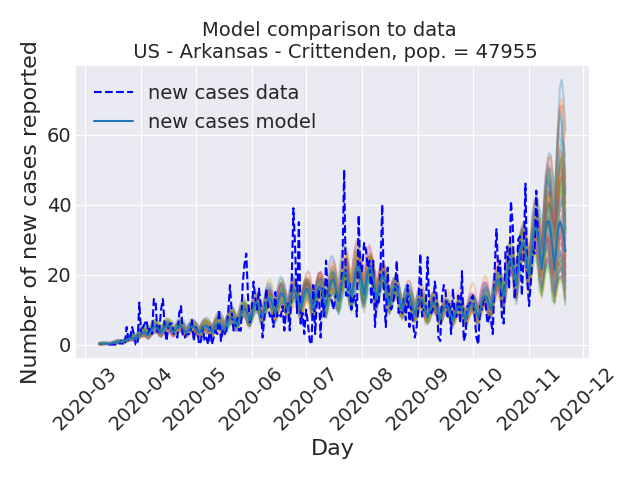 Model comparison to data
US - Arkansas - Crittenden, pop. = 47955
Number of new cases reported
new cases data
new cases model
60
40
20
0
2020-03
2020-04
2020-05
2020-06
2020-07
2020-08
2020-09
2020-10
2020-11
2020-12
Day